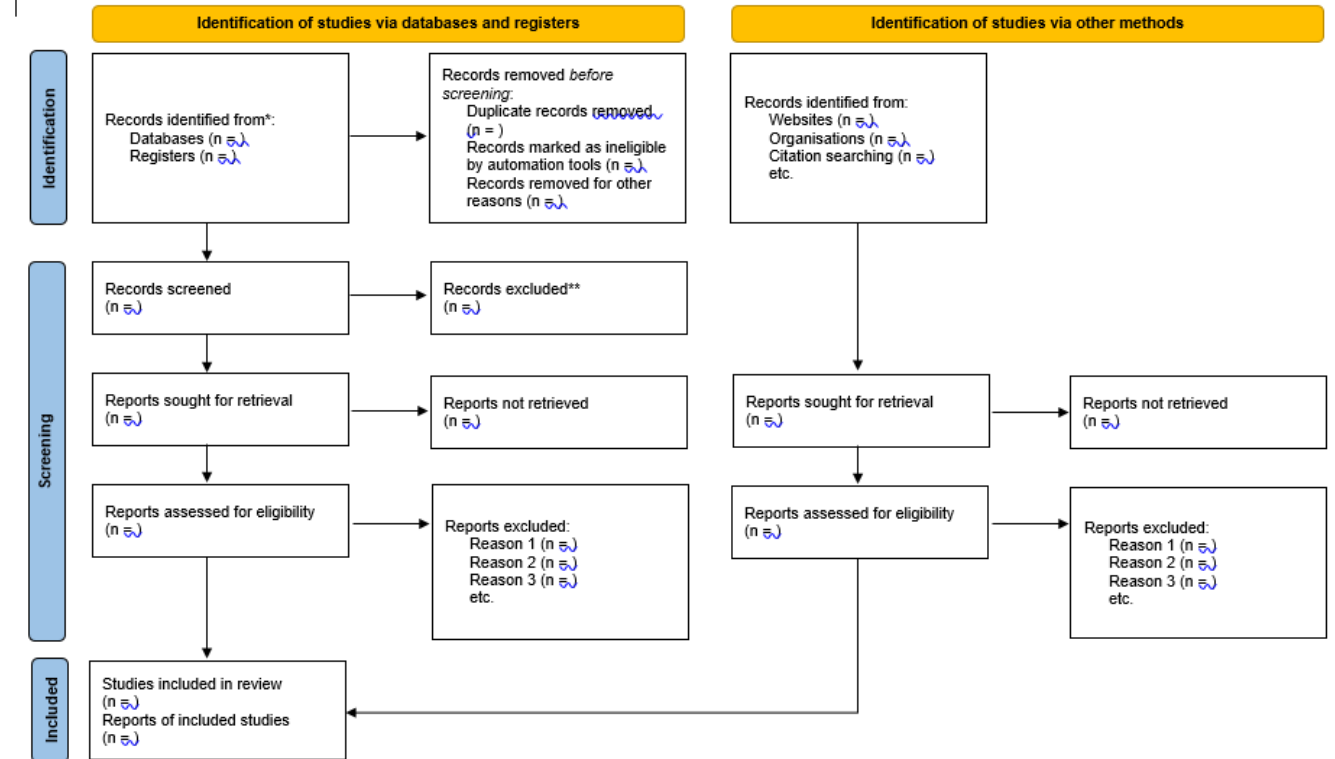 Identification of studies via databases and registers
Identification of studies via other methods
Identification
Records identified from*:
Databases (n = )
Registers (n = )
Records removed before
screening:
Duplicate records removed
(n = )
Records marked as ineligible
by automation tools (n = )
Records removed for other
reasons (n = )
Records identified from:
Websites (n = )
Organisations (n = )
Citation searching (n = )
etc.
Screening
Records screened
(n = )
Records excluded**
(n = )
Reports sought for retrieval
(n = )
Reports not retrieved
(n = )
Reports sought for retrieval
(n = )
Reports not retrieved
(n = )
Reports assessed for eligibility
(n = )
Reports excluded:
Reason 1 (n = )
Reason 2 (n = )
Reason 3 (n = )
etc.
Reports assessed for eligibility
(n = )
Reports excluded:
Reason 1 (n = )
Reason 2 (n = )
Reason 3 (n = )
etc.
Included
Studies included in review
(n = )
Reports of included studies
(n = )